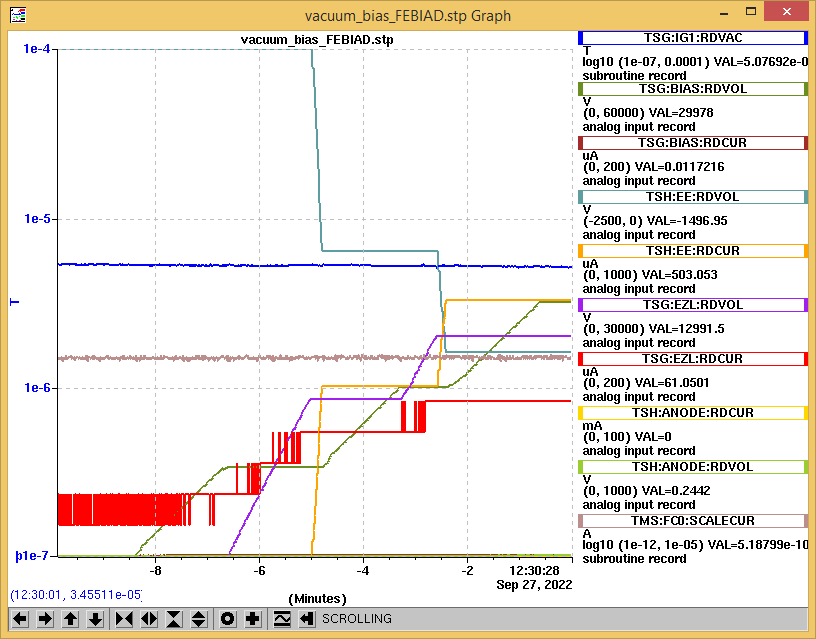 vacuum_bias_FEBIAD.stp Graph
vacuum_bias_FEBIAD.stp
1e-4
1e-5
T
1e-6
1e-7
-8
-6
-4
-2
12:30:28
Sep 27, 2022
(Minutes)
(12:30:01, 3.45511e-05)
TSG:IG1:RDVAC
T
log10 (1e-07, 0.0001) VAL=5.07692e-0
subroutine record
TSG:BIAS:RDVOL
V
(0, 60000) VAL=29978
analog input record
TSG:BIAS:RDCUR
uA
(0, 200) VAL=0.0117216
analog input record
TSH:EE:RDVOL
V
(-2500, 0) VAL=-1496.95
analog input record
TSH:EE:RDCUR
uA
(0, 1000) VAL=503.053
analog input record
TSG:EZL:RDVOL
V
(0, 30000) VAL=12991.5
analog input record
TSG:EZL:RDCUR
uA
(0, 200) VAL=61.0501
analog input record
TSH:ANODE:RDCUR
mA
(0, 100) VAL=0
analog input record
TSH:ANODE:RDVOL
V
(0, 1000) VAL=0.2442
analog input record
TMS:FC0:SCALECUR
A
log10 (1e-12, 1e-05) VAL=5.18799e-10
subroutine record
SCROLLING